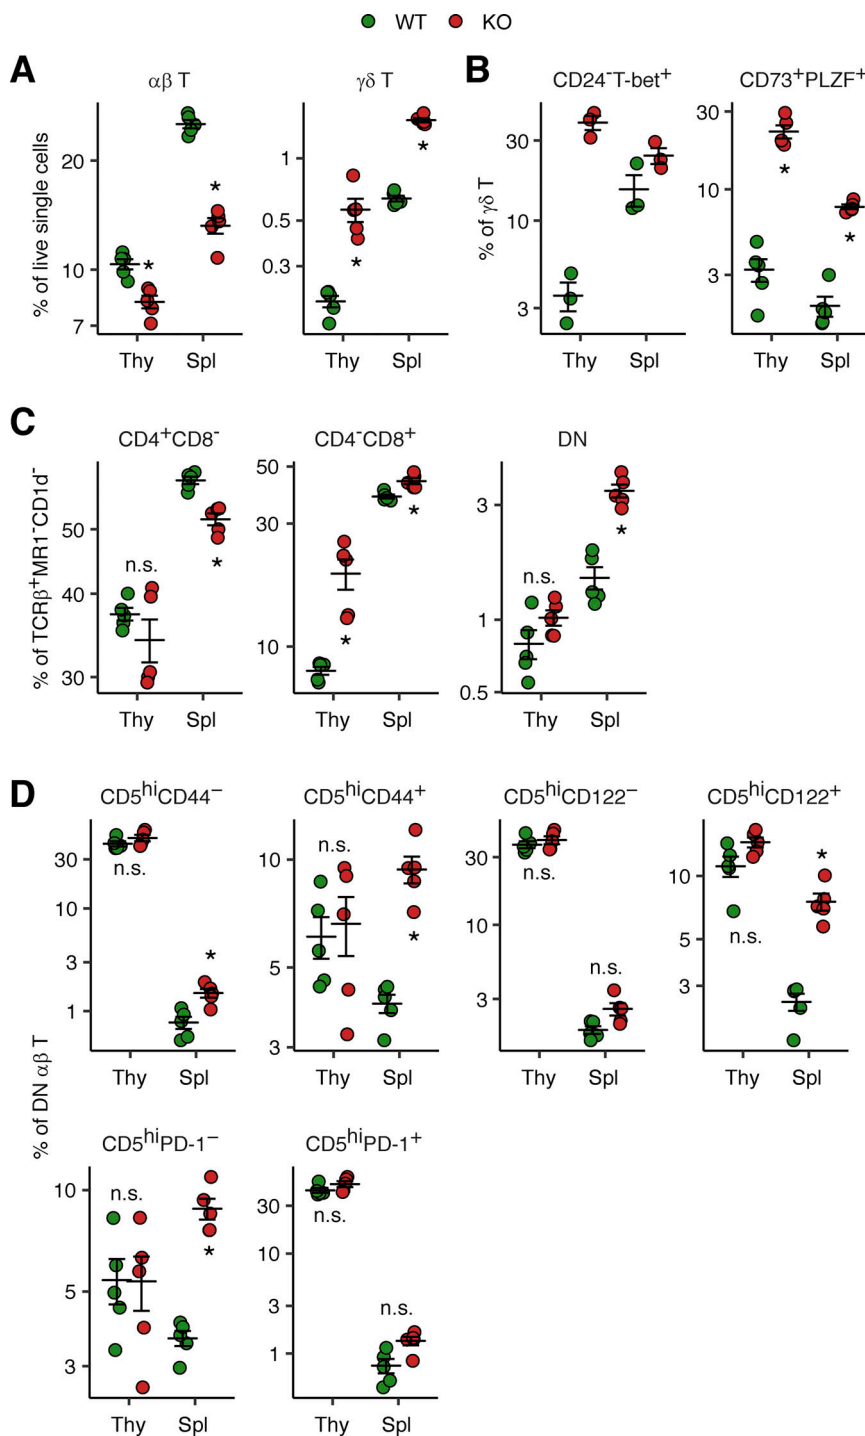 WT KO
A
αβ T
γδ T
B
CD24⁻T-bet⁺
CD73⁺PLZF⁺
% of live single cells
20
10
7
Thy Spl
1
0.5
0.3
Thy Spl
*
*
*
*
% of γδ T
30
10
3
Thy Spl
30
10
3
Thy Spl
*
*
C
CD4⁺CD8⁻
CD4⁻CD8⁺
DN
% of TCRβ⁺MR1⁻CD1d⁻
50
40
30
n.s.
*
Thy Spl
50
30
10
*
*
Thy Spl
3
1
0.5
n.s.
*
Thy Spl
D
CD5ʰⁱCD44⁻
CD5ʰⁱCD44⁺
CD5ʰⁱCD122⁻
CD5ʰⁱCD122⁺
% of DN αβ T
30
10
3
1
n.s.
*
Thy Spl
10
5
3
n.s.
*
Thy Spl
30
10
3
n.s.
n.s.
Thy Spl
10
5
3
n.s.
*
Thy Spl
CD5ʰⁱPD-1⁻
CD5ʰⁱPD-1⁺
10
5
3
n.s.
*
Thy Spl
30
10
3
1
n.s.
n.s.
Thy Spl